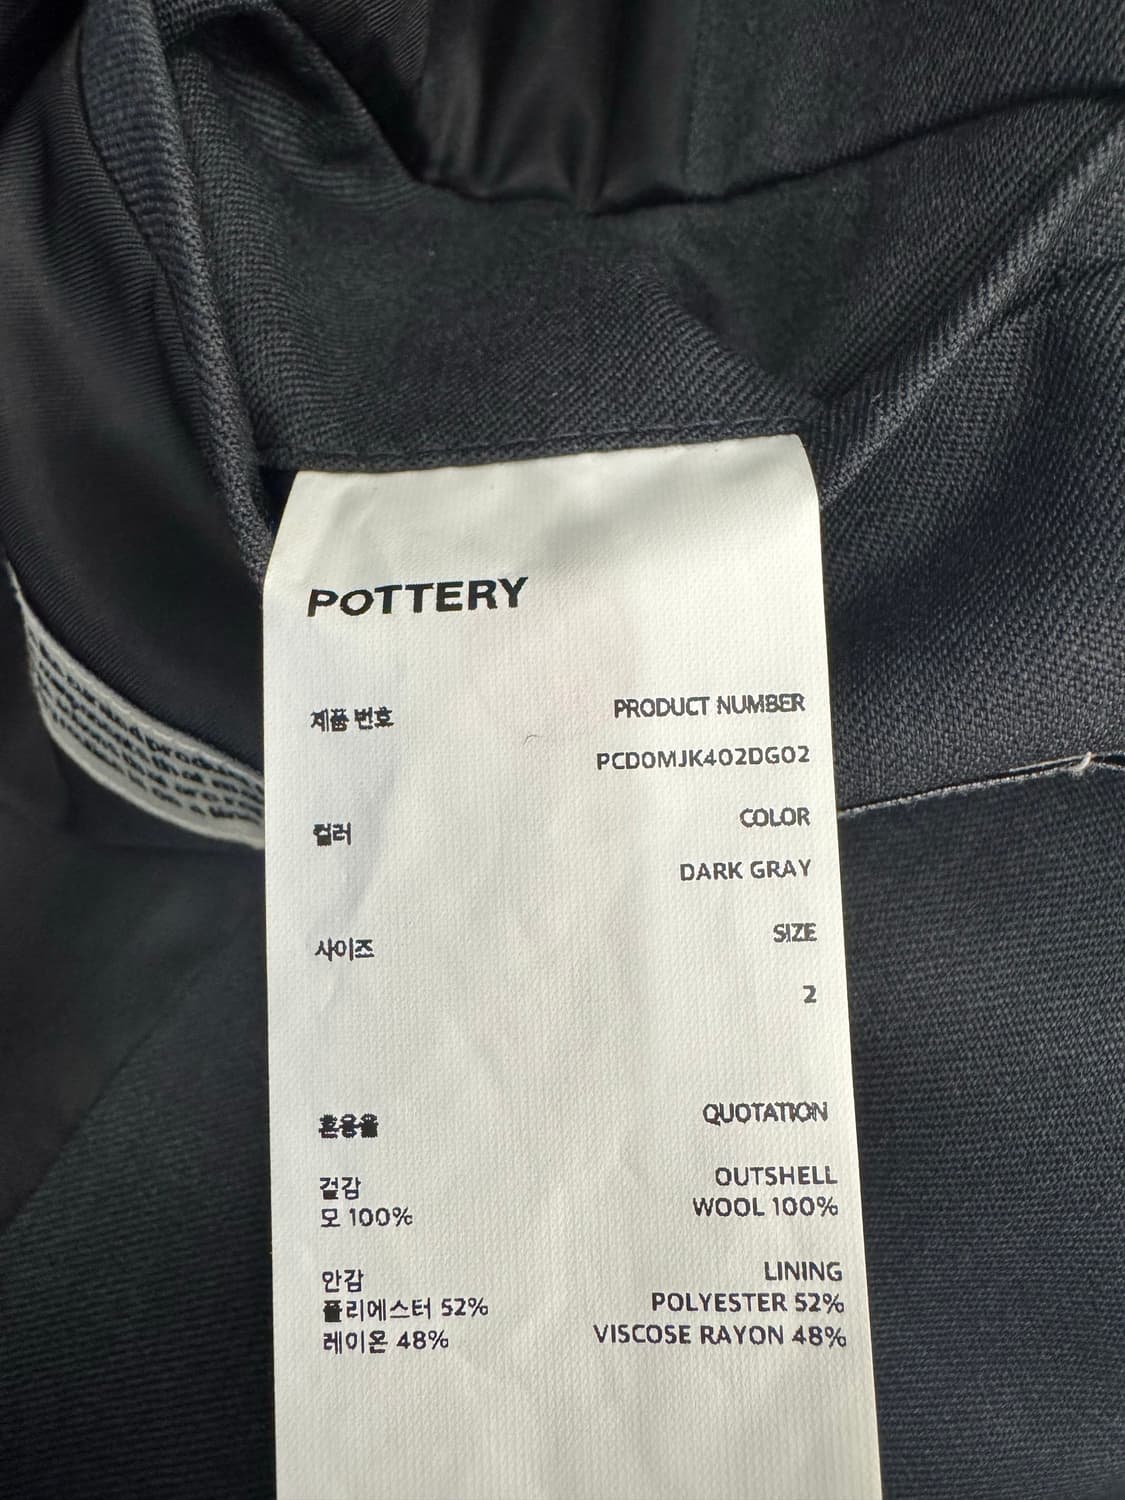 POTTERY
제품 번호
PRODUCT NUMBER
PCD0MJK402DG02
컬러
COLOR
DARK GRAY
사이즈
SIZE
2
혼용율
QUOTATION
겉감
OUTSHELL
모 100%
WOOL 100%
안감
LINING
폴리에스터 52%
POLYESTER 52%
레이온 48%
VISCOSE RAYON 48%